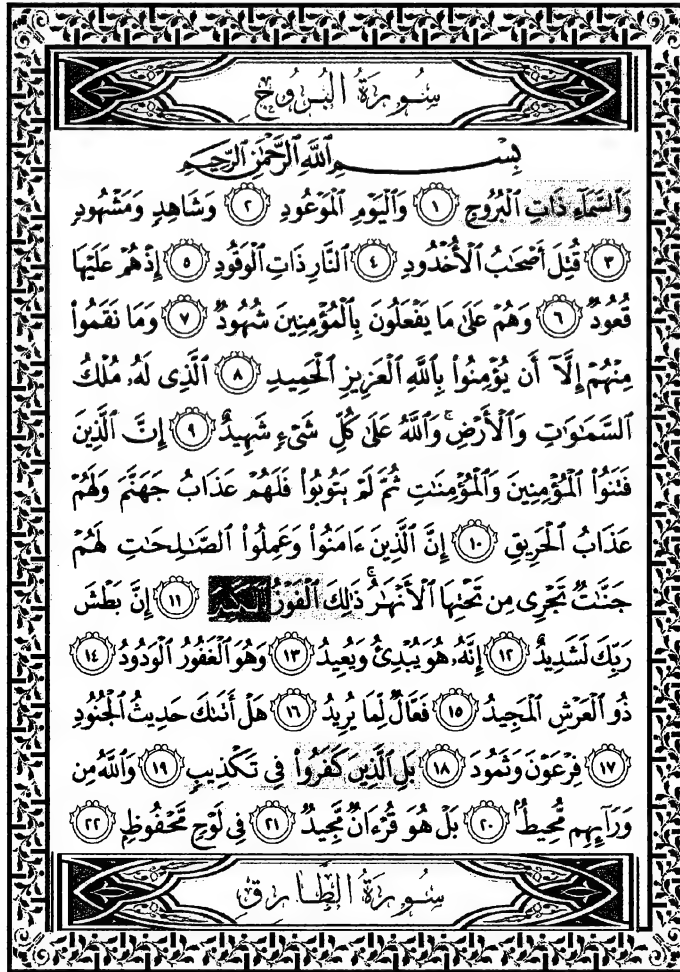 سُورَةُ البُرُوجِ
بِسْمِ اللَّهِ الرَّحْمَٰنِ الرَّحِيمِ
وَالسَّمَاءِ ذَاتِ الْبُرُوجِ ١ وَالْيَوْمِ الْمَوْعُودِ ٢ وَشَاهِدٍ وَمَشْهُودٍ
٣ قُتِلَ أَصْحَابُ الْأُخْدُودِ ٤ النَّارِ ذَاتِ الْوَقُودِ ٥ إِذْ هُمْ عَلَيْهَا
قُعُودٌ ٦ وَهُمْ عَلَىٰ مَا يَفْعَلُونَ بِالْمُؤْمِنِينَ شُهُودٌ ٧ وَمَا نَقَمُوا
مِنْهُمْ إِلَّا أَن يُؤْمِنُوا بِاللَّهِ الْعَزِيزِ الْحَمِيدِ ٨ الَّذِي لَهُ مُلْكُ
السَّمَاوَاتِ وَالْأَرْضِ ۚ وَاللَّهُ عَلَىٰ كُلِّ شَيْءٍ شَهِيدٌ ٩ إِنَّ الَّذِينَ
فَتَنُوا الْمُؤْمِنِينَ وَالْمُؤْمِنَاتِ ثُمَّ لَمْ يَتُوبُوا فَلَهُمْ عَذَابُ جَهَنَّمَ وَلَهُمْ
عَذَابُ الْحَرِيقِ ١٠ إِنَّ الَّذِينَ ءَامَنُوا وَعَمِلُوا الصَّالِحَاتِ لَهُمْ
جَنَّاتٌ تَجْرِي مِن تَحْتِهَا الْأَنْهَارُ ۚ ذَٰلِكَ الْفَوْزُ الْكَبِيرُ ١١ إِنَّ بَطْشَ
رَبِّكَ لَشَدِيدٌ ١٢ إِنَّهُ هُوَ يُبْدِئُ وَيُعِيدُ ١٣ وَهُوَ الْغَفُورُ الْوَدُودُ ١٤
ذُو الْعَرْشِ الْمَجِيدُ ١٥ فَعَّالٌ لِّمَا يُرِيدُ ١٦ هَلْ أَتَىٰكَ حَدِيثُ الْجُنُودِ
١٧ فِرْعَوْنَ وَثَمُودَ ١٨ بَلِ الَّذِينَ كَفَرُوا فِي تَكْذِيبٍ ١٩ وَاللَّهُ مِن
وَرَائِهِم مُّحِيطٌ ٢٠ بَلْ هُوَ قُرْءَانٌ مَّجِيدٌ ٢١ فِي لَوْحٍ مَّحْفُوظٍ ٢٢
سُورَةُ الطَّارِقِ